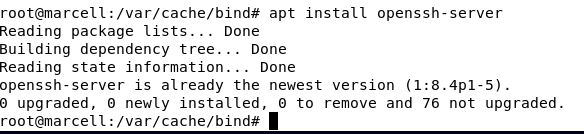 root@marcell:/var/cache/bind# apt install openssh-server
Reading package lists... Done
Building dependency tree... Done
Reading state information... Done
openssh-server is already the newest version (1:8.4p1-5).
0 upgraded, 0 newly installed, 0 to remove and 76 not upgraded.
root@marcell:/var/cache/bind#